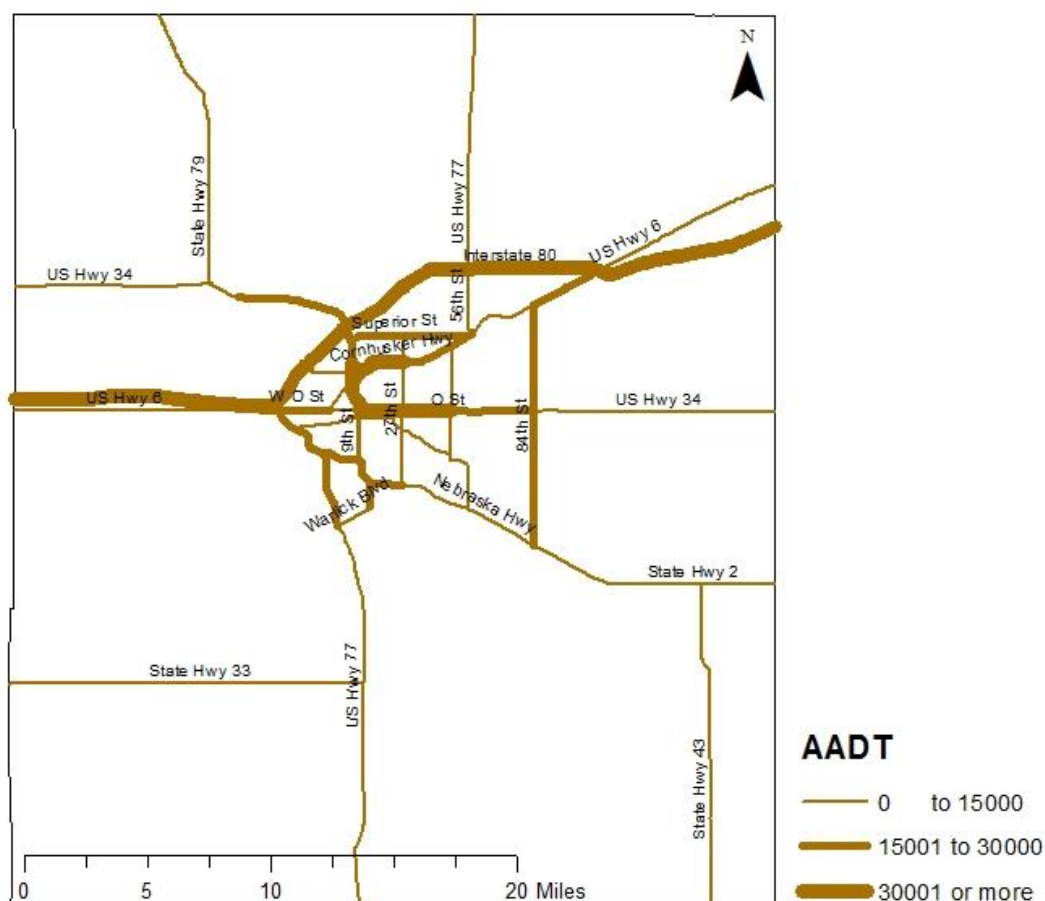 N
State Hwy 79
US Hwy 77
US Hwy 6
Interstate 80
US Hwy 34
56th St
Superior St
Cornhusker Hwy
US Hwy 6
W O St
O St
US Hwy 34
9th St
27th St
84th St
Warlick BLVd
Nebraska Hwy
State Hwy 2
State Hwy 33
US Hwy 77
State Hwy 43
AADT
0 to 15000
15001 to 30000
30001 or more
0 5 10 20 Miles